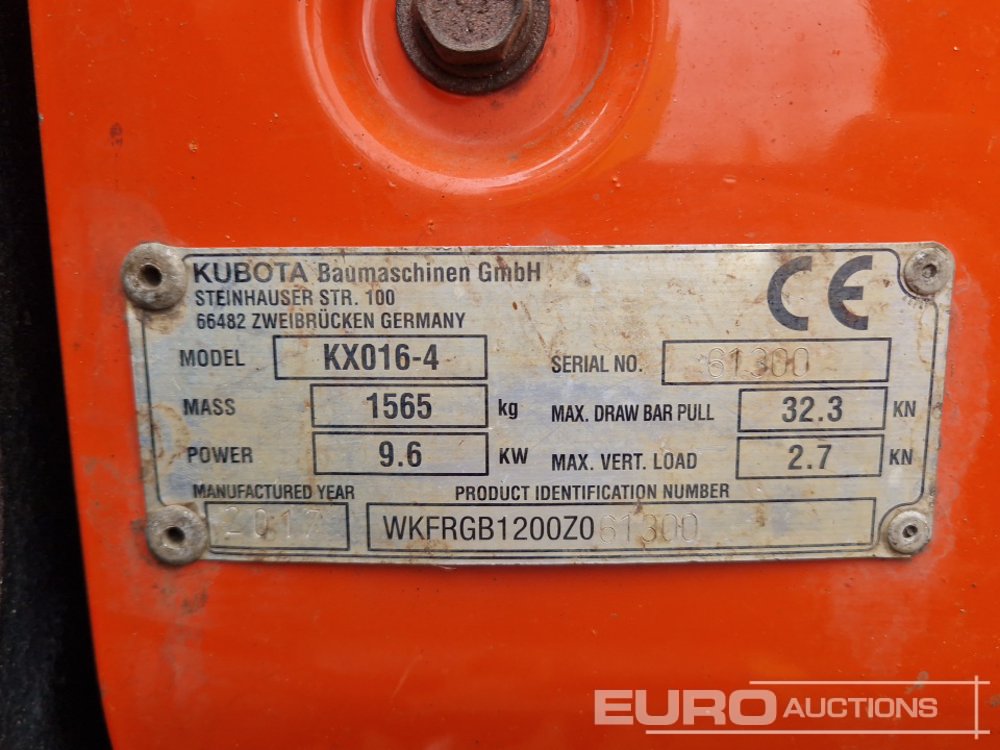 KUBOTA Baumaschinen GmbH
STEINHAUSER STR. 100
66482 ZWEIBRÜCKEN GERMANY
CE
MODEL KX016-4 SERIAL NO. 61300
MASS 1565 kg MAX. DRAW BAR PULL 32.3 KN
POWER 9.6 KW MAX. VERT. LOAD 2.7 KN
MANUFACTURED YEAR PRODUCT IDENTIFICATION NUMBER
2017 WKFRGB1200Z061300
EURO AUCTIONS